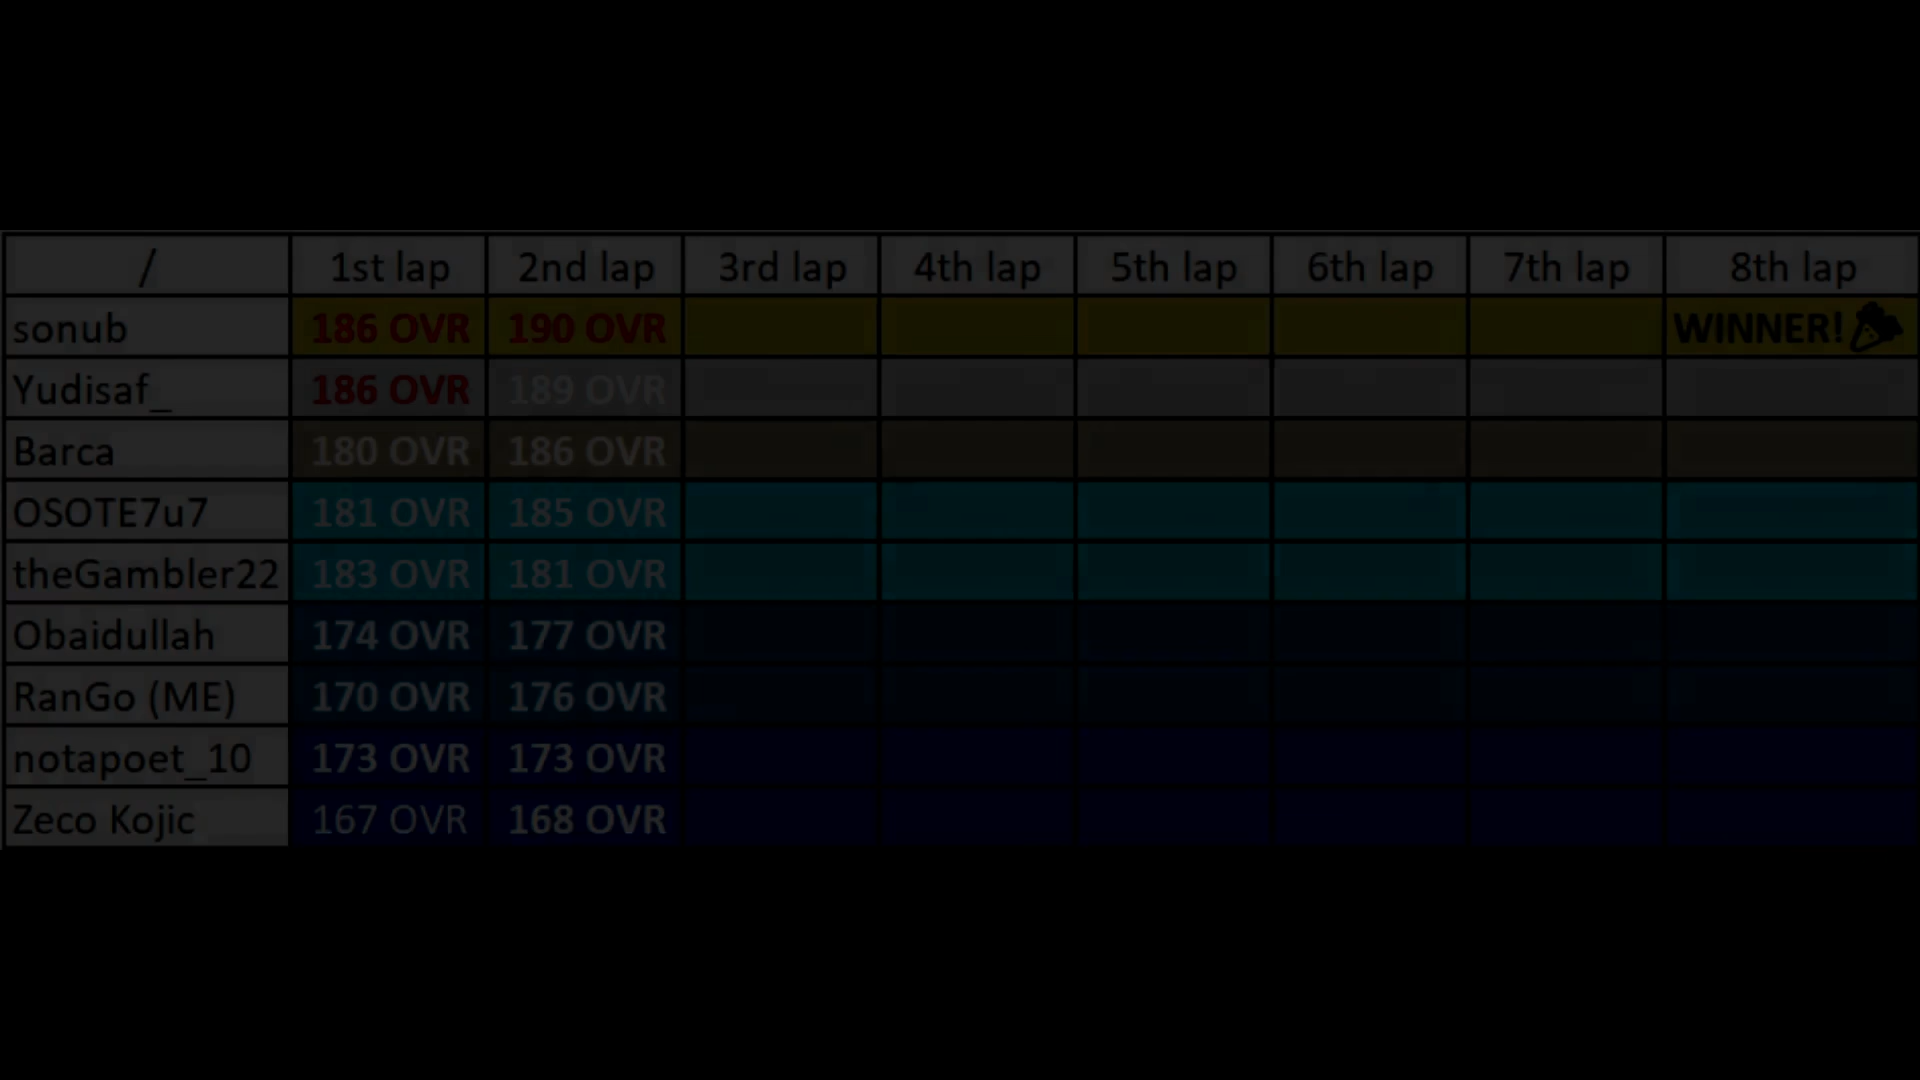 / 1st lap 2nd lap 3rd lap 4th lap 5th lap 6th lap 7th lap 8th lap
sonub 186 OVR 190 OVR WINNER!
Yudisaf_ 186 OVR 189 OVR
Barca 180 OVR 186 OVR
OSOTE7u7 181 OVR 185 OVR
theGambler22 183 OVR 181 OVR
Obaidullah 174 OVR 177 OVR
RanGo (ME) 170 OVR 176 OVR
notapoet_10 173 OVR 173 OVR
Zeco Kojic 167 OVR 168 OVR